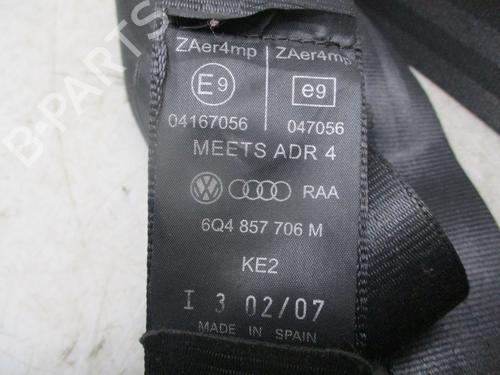 ZAer4mp ZAer4mp
E9 e9
04167056 047056
MEETS ADR 4
RAA
6Q4 857 706 M
KE2
I 3 02/07
MADE IN SPAIN
B-PARTS